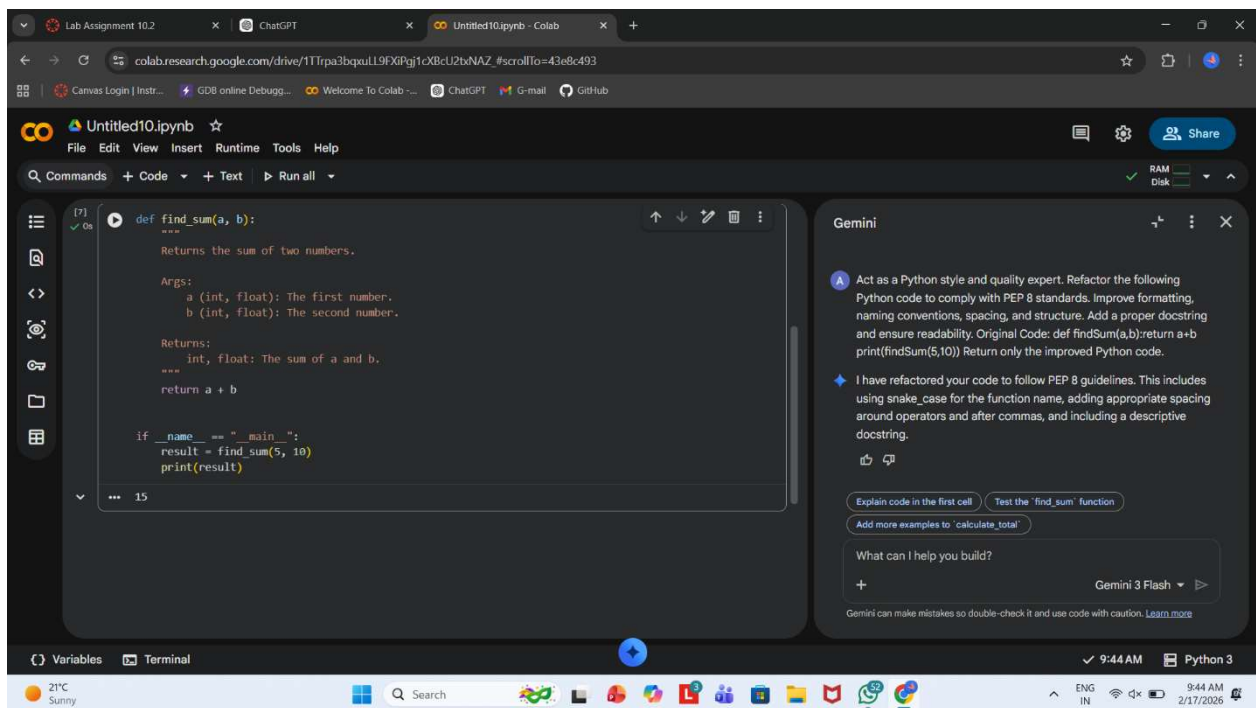 Lab Assignment 10.2
ChatGPT
Untitled10.ipynb - Colab
colab.research.google.com/drive/1TTrpa3bqxuLL9FXiPgj1cXBcU2txNAZ_#scrollTo=43e8c493
Canvas Login | Instr... GDB online Debugg... Welcome To Colab -... ChatGPT G-mail GitHub
Untitled10.ipynb
File Edit View Insert Runtime Tools Help
Share
Commands + Code + Text Run all
RAM
Disk
[7]
0s
def find_sum(a, b):
"""
Returns the sum of two numbers.
Args:
a (int, float): The first number.
b (int, float): The second number.
Returns:
int, float: The sum of a and b.
"""
return a + b
if __name__ == "__main__":
result = find_sum(5, 10)
print(result)
15
Gemini
A
Act as a Python style and quality expert. Refactor the following
Python code to comply with PEP 8 standards. Improve formatting,
naming conventions, spacing, and structure. Add a proper docstring
and ensure readability. Original Code: def findSum(a,b):return a+b
print(findSum(5,10)) Return only the improved Python code.
I have refactored your code to follow PEP 8 guidelines. This includes
using snake_case for the function name, adding appropriate spacing
around operators and after commas, and including a descriptive
docstring.
Explain code in the first cell
Test the `find_sum` function
Add more examples to `calculate_total`
What can I help you build?
Gemini 3 Flash
Gemini can make mistakes so double-check it and use code with caution. Learn more
Variables
Terminal
9:44 AM
Python 3
21°C
Sunny
Search
3
52
ENG
IN
9:44 AM
2/17/2026